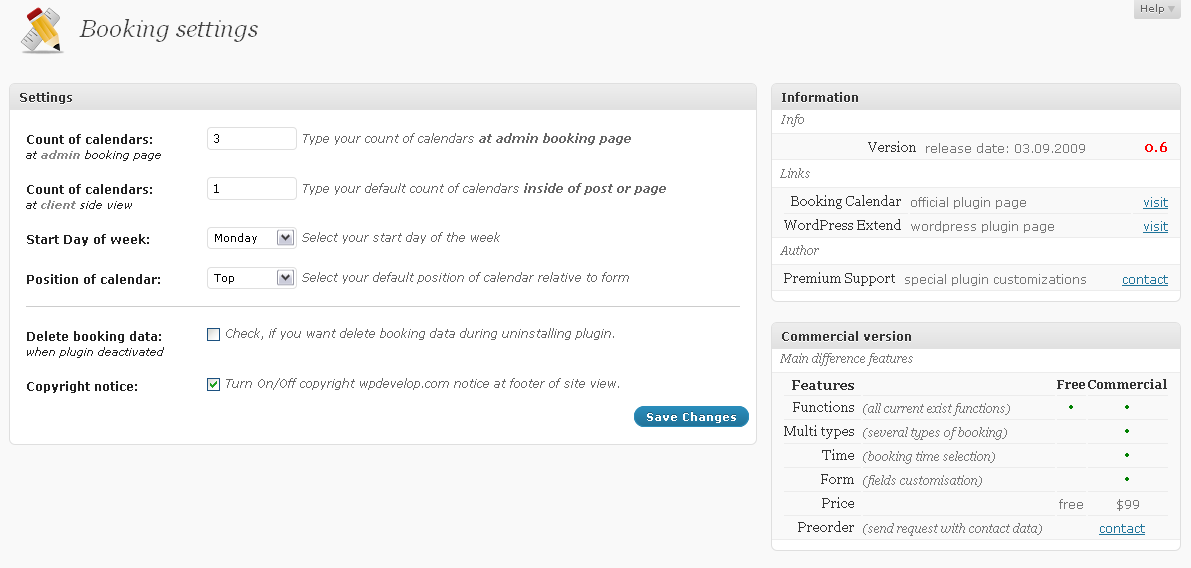 Help
Booking settings
Settings
Count of calendars: 3 Type your count of calendars at admin booking page
at admin booking page
Count of calendars: 1 Type your default count of calendars inside of post or page
at client side view
Start Day of week: Monday Select your start day of the week
Position of calendar: Top Select your default position of calendar relative to form
Delete booking data: Check, if you want delete booking data during uninstalling plugin.
when plugin deactivated
Copyright notice: Turn On/Off copyright wpdevelop.com notice at footer of site view.
Save Changes
Information
Info
Version release date: 03.09.2009 0.6
Links
Booking Calendar official plugin page visit
WordPress Extend wordpress plugin page visit
Author
Premium Support special plugin customizations contact
Commercial version
Main difference features
Features Free Commercial
Functions (all current exist functions) • •
Multi types (several types of booking) •
Time (booking time selection) •
Form (fields customisation) •
Price free $99
Preorder (send request with contact data) contact